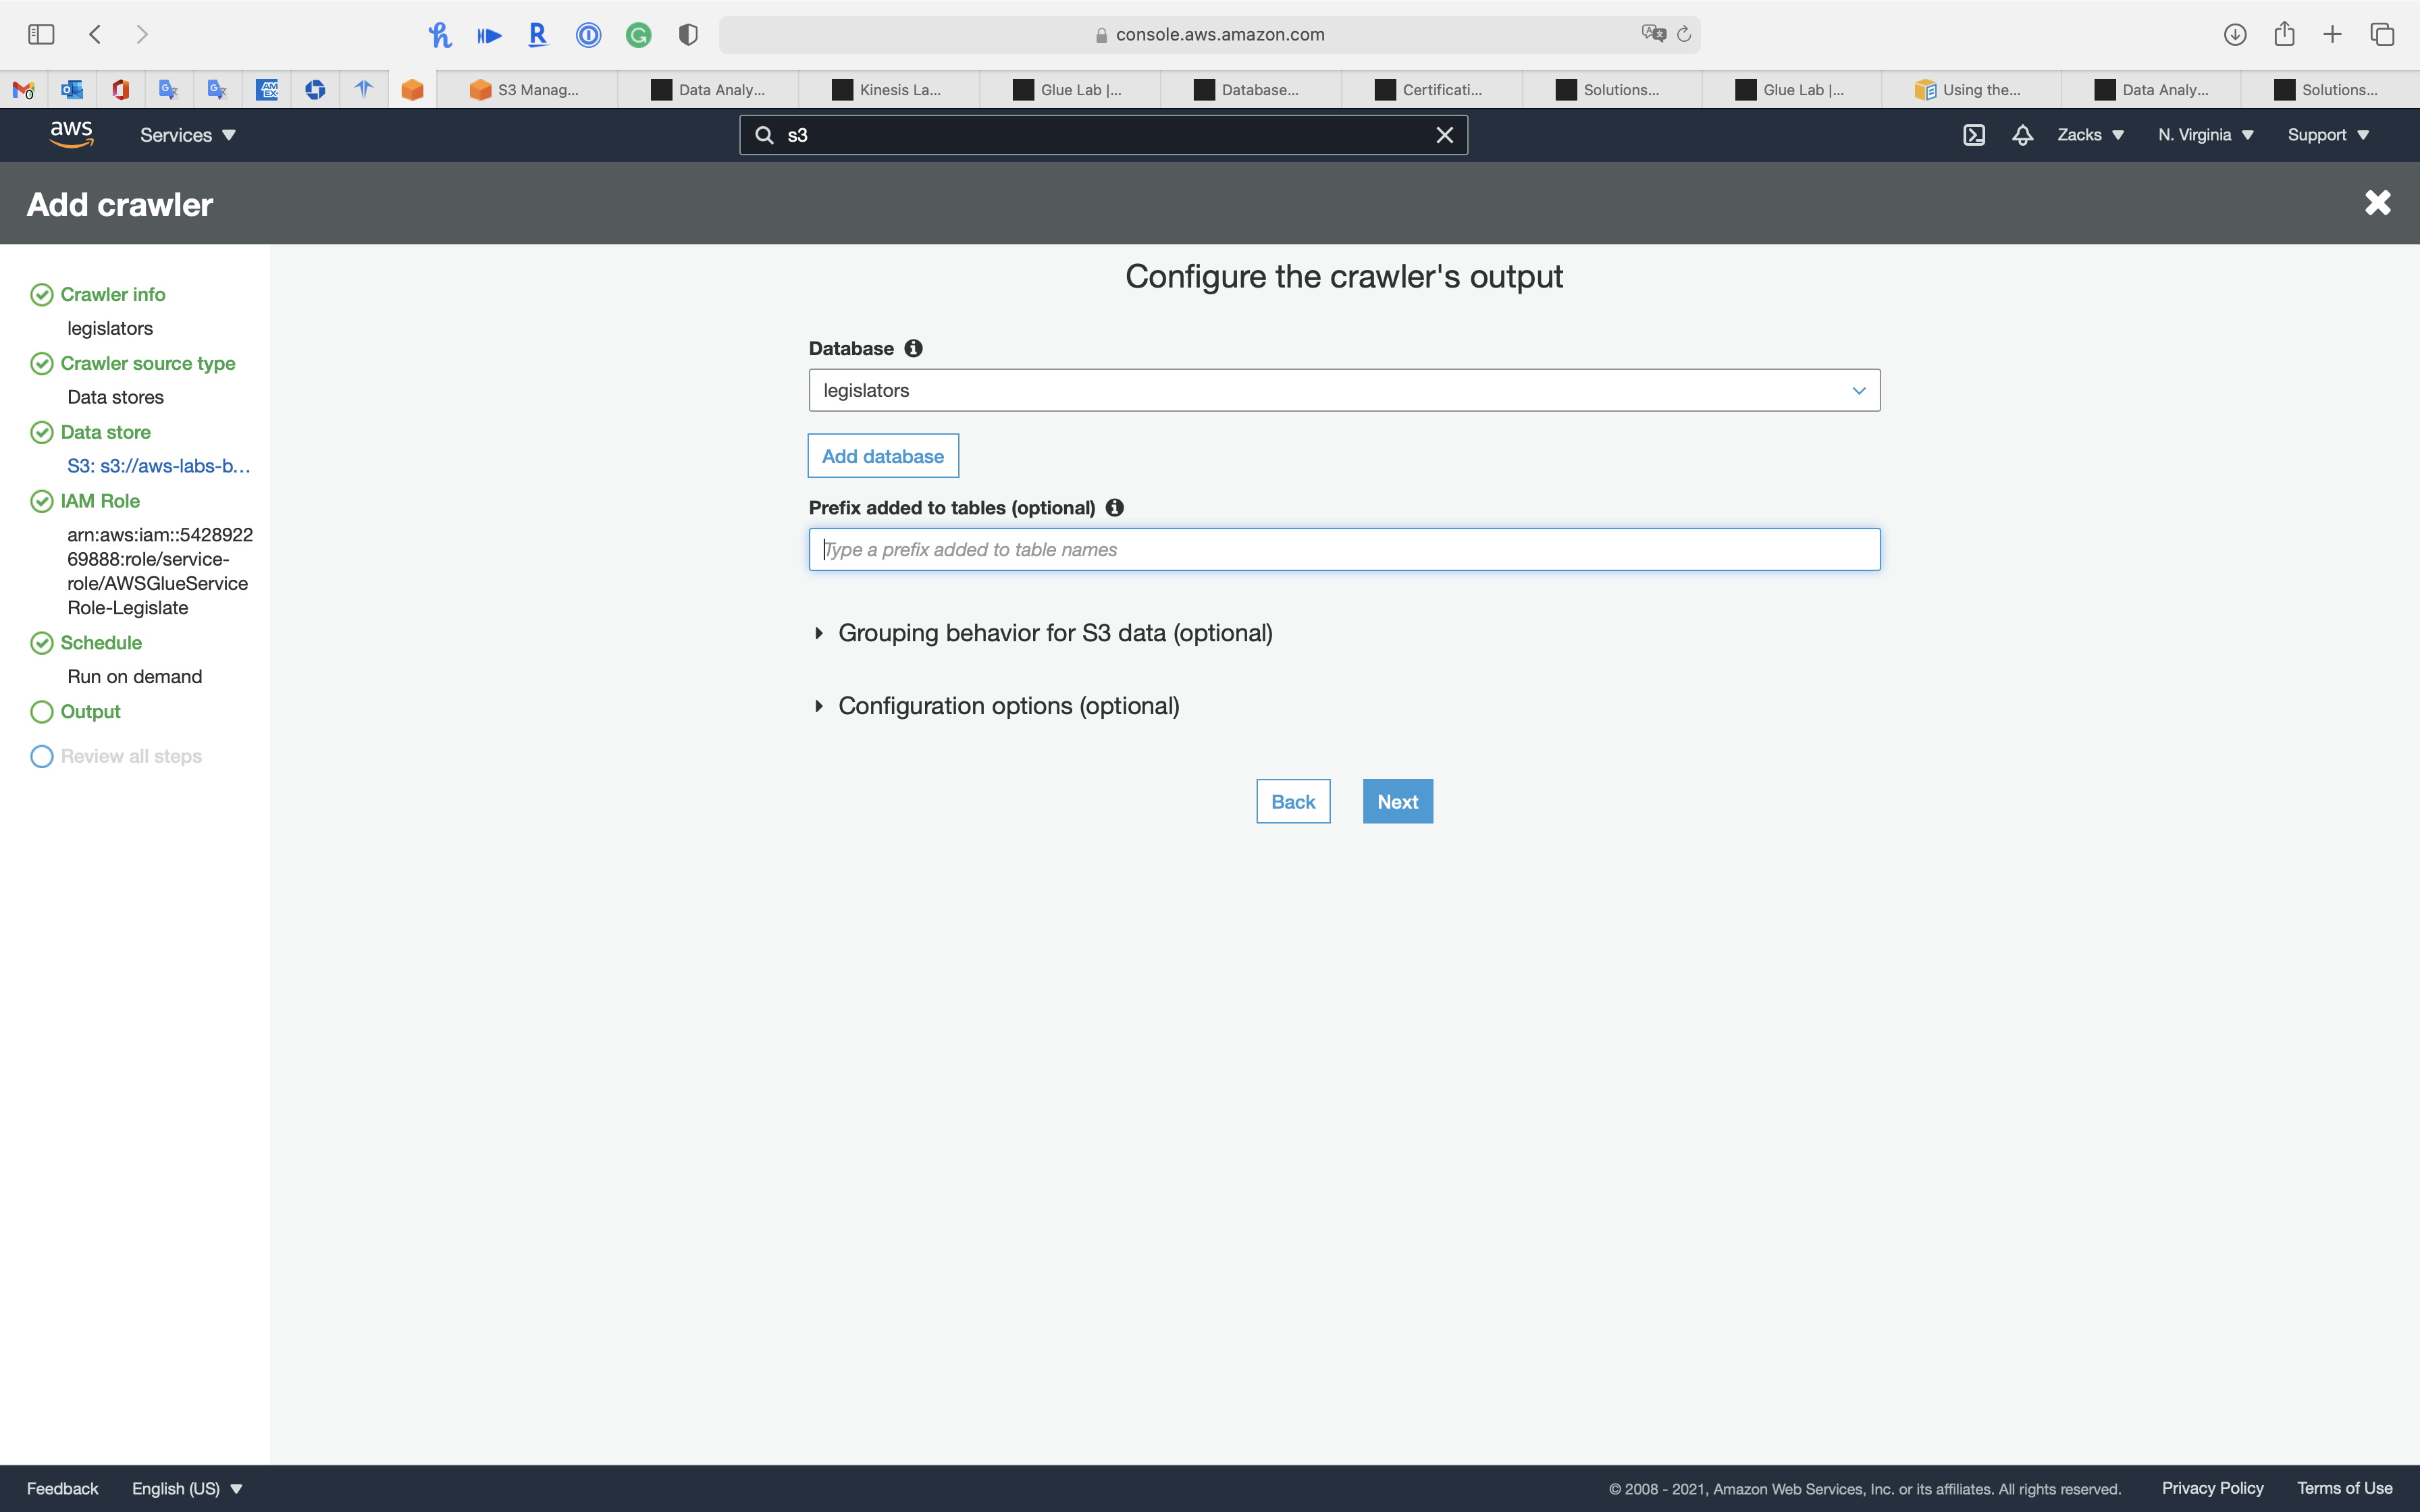 console.aws.amazon.com
S3 Manag...
Data Analy...
Kinesis La...
Glue Lab |...
Database...
Certificati...
Solutions...
Glue Lab |...
Using the...
Data Analy...
Solutions...
aws
Services
s3
Zacks
N. Virginia
Support
Add crawler
Crawler info
legislators
Crawler source type
Data stores
Data store
S3: s3://aws-labs-b...
IAM Role
arn:aws:iam::5428922
69888:role/service-
role/AWSGlueService
Role-Legislate
Schedule
Run on demand
Output
Review all steps
Configure the crawler's output
Database
legislators
Add database
Prefix added to tables (optional)
Type a prefix added to table names
Grouping behavior for S3 data (optional)
Configuration options (optional)
Back
Next
Feedback
English (US)
© 2008 - 2021, Amazon Web Services, Inc. or its affiliates. All rights reserved.
Privacy Policy
Terms of Use